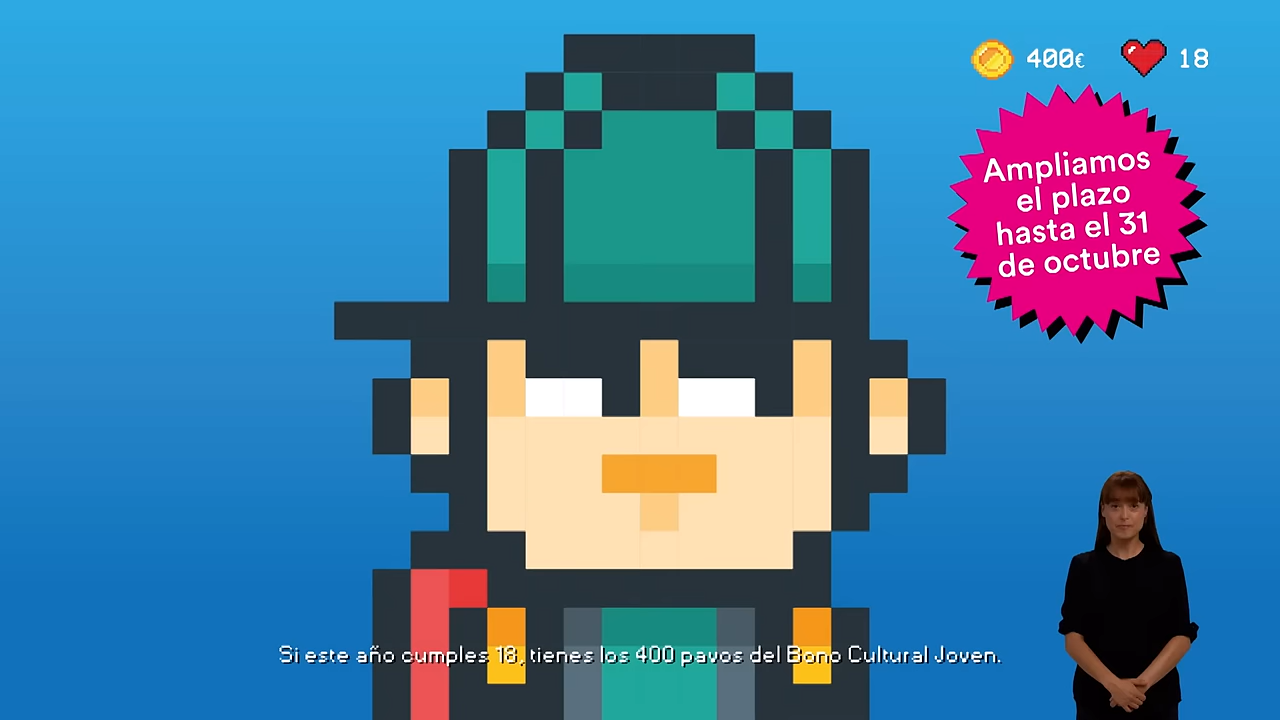 400€ 18
Ampliamos
el plazo
hasta el 31
de octubre
Si este año cumples 18, tienes los 400 pavos del Bono Cultural Joven.